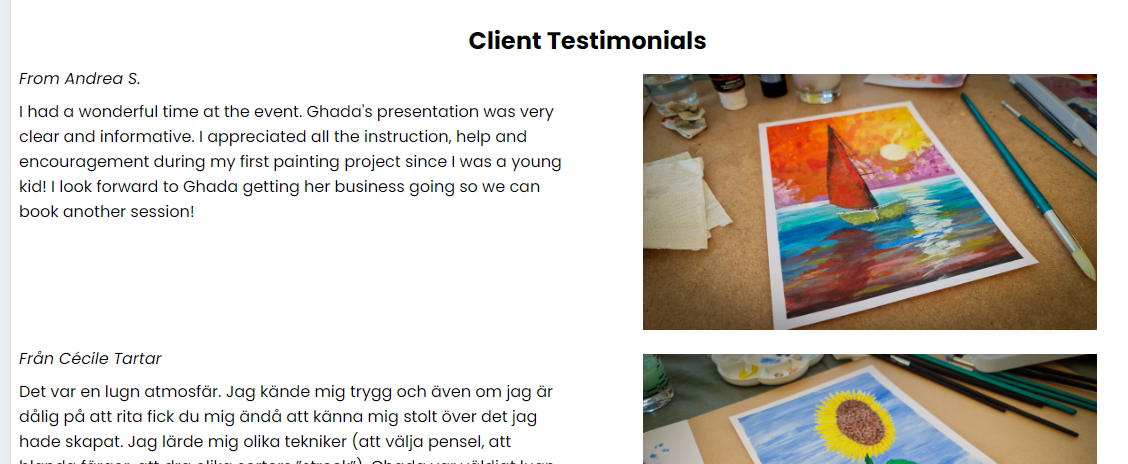 Client Testimonials
From Andrea S.
I had a wonderful time at the event. Ghada's presentation was very
clear and informative. I appreciated all the instruction, help and
encouragement during my first painting project since I was a young
kid! I look forward to Ghada getting her business going so we can
book another session!
Från Cécile Tartar
Det var en lugn atmosfär. Jag kände mig trygg och även om jag är
dålig på att rita fick du mig ändå att känna mig stolt över det jag
hade skapat. Jag lärde mig olika tekniker (att välja pensel, att